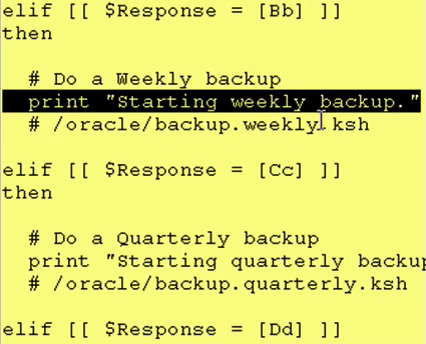 elif [[ $Response = [Bb] ]]
then
# Do a Weekly backup
print "Starting weekly backup."
# /oracle/backup.weekly.ksh
elif [[ $Response = [Cc] ]]
then
# Do a Quarterly backup
print "Starting quarterly backup
# /oracle/backup.quarterly.ksh
elif [[ $Response = [Dd] ]]